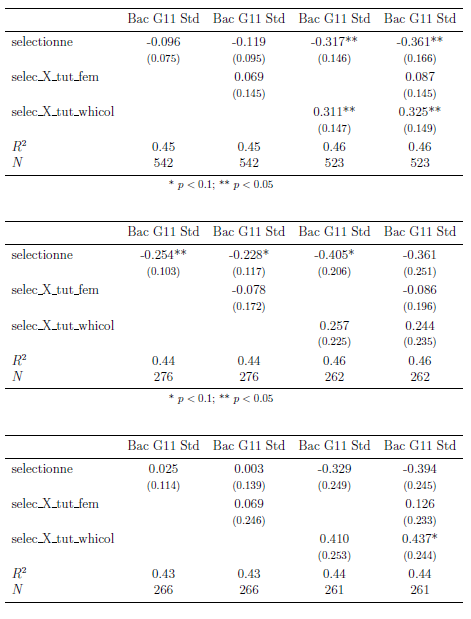 Bac G11 Std Bac G11 Std Bac G11 Std Bac G11 Std
selectionne -0.096 -0.119 -0.317** -0.361**
(0.075) (0.095) (0.146) (0.166)
selec_X_tut_fem 0.069 0.087
(0.145) (0.145)
selec_X_tut_whicol 0.311** 0.325**
(0.147) (0.149)
R² 0.45 0.45 0.46 0.46
N 542 542 523 523
* p < 0.1; ** p < 0.05
Bac G11 Std Bac G11 Std Bac G11 Std Bac G11 Std
selectionne -0.254** -0.228* -0.405* -0.361
(0.103) (0.117) (0.206) (0.251)
selec_X_tut_fem -0.078 -0.086
(0.172) (0.196)
selec_X_tut_whicol 0.257 0.244
(0.225) (0.235)
R² 0.44 0.44 0.46 0.46
N 276 276 262 262
* p < 0.1; ** p < 0.05
Bac G11 Std Bac G11 Std Bac G11 Std Bac G11 Std
selectionne 0.025 0.003 -0.329 -0.394
(0.114) (0.139) (0.249) (0.245)
selec_X_tut_fem 0.069 0.126
(0.246) (0.233)
selec_X_tut_whicol 0.410 0.437*
(0.253) (0.244)
R² 0.43 0.43 0.44 0.44
N 266 266 261 261